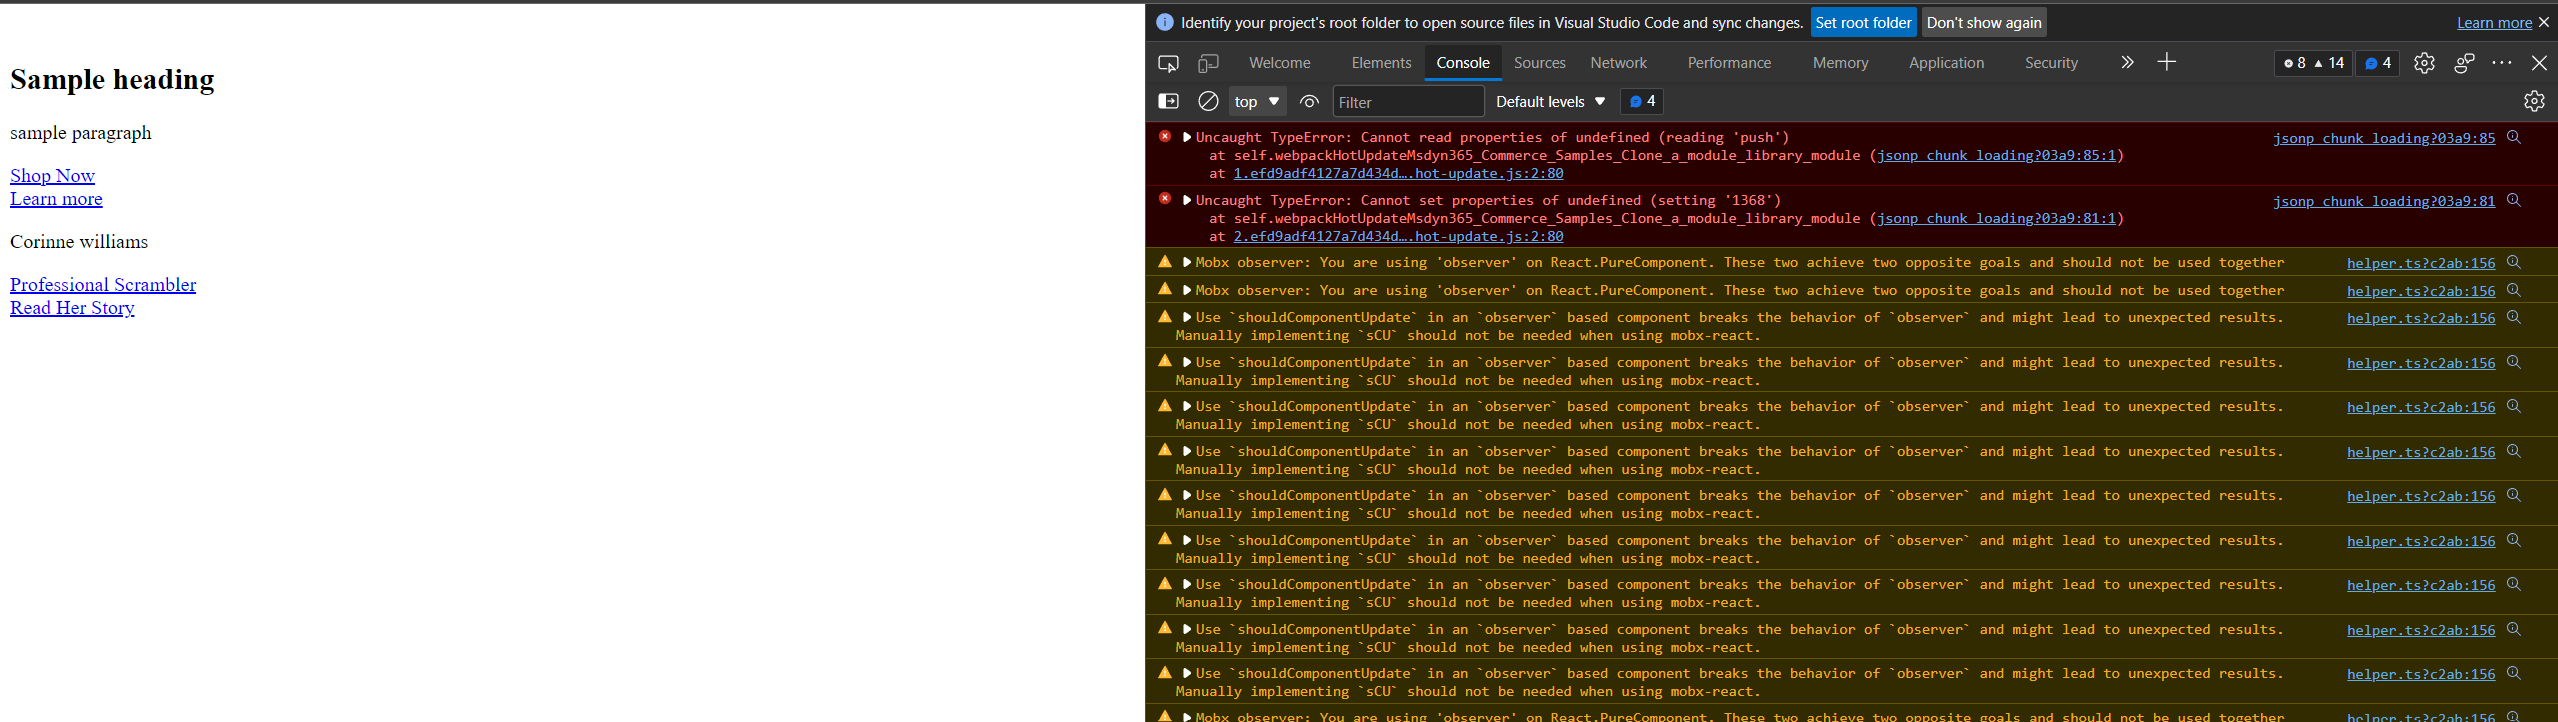 Sample heading
sample paragraph
Shop Now
Learn more
Corinne williams
Professional Scrambler
Read Her Story
Identify your project's root folder to open source files in Visual Studio Code and sync changes. Set root folder Don't show again Learn more
Welcome Elements Console Sources Network Performance Memory Application Security 8 14 4
top Filter Default levels 4
Uncaught TypeError: Cannot read properties of undefined (reading 'push') jsonp chunk loading?03a9:85
at self.webpackHotUpdateMsdyn365_Commerce_Samples_Clone_a_module_library_module (jsonp chunk loading?03a9:85:1)
at 1.efd9adf4127a7d434d….hot-update.js:2:80
Uncaught TypeError: Cannot set properties of undefined (setting '1368') jsonp chunk loading?03a9:81
at self.webpackHotUpdateMsdyn365_Commerce_Samples_Clone_a_module_library_module (jsonp chunk loading?03a9:81:1)
at 2.efd9adf4127a7d434d….hot-update.js:2:80
Mobx observer: You are using 'observer' on React.PureComponent. These two achieve two opposite goals and should not be used together helper.ts?c2ab:156
Mobx observer: You are using 'observer' on React.PureComponent. These two achieve two opposite goals and should not be used together helper.ts?c2ab:156
Use `shouldComponentUpdate` in an `observer` based component breaks the behavior of `observer` and might lead to unexpected results. helper.ts?c2ab:156
Manually implementing `sCU` should not be needed when using mobx-react.
Use `shouldComponentUpdate` in an `observer` based component breaks the behavior of `observer` and might lead to unexpected results. helper.ts?c2ab:156
Manually implementing `sCU` should not be needed when using mobx-react.
Use `shouldComponentUpdate` in an `observer` based component breaks the behavior of `observer` and might lead to unexpected results. helper.ts?c2ab:156
Manually implementing `sCU` should not be needed when using mobx-react.
Use `shouldComponentUpdate` in an `observer` based component breaks the behavior of `observer` and might lead to unexpected results. helper.ts?c2ab:156
Manually implementing `sCU` should not be needed when using mobx-react.
Use `shouldComponentUpdate` in an `observer` based component breaks the behavior of `observer` and might lead to unexpected results. helper.ts?c2ab:156
Manually implementing `sCU` should not be needed when using mobx-react.
Use `shouldComponentUpdate` in an `observer` based component breaks the behavior of `observer` and might lead to unexpected results. helper.ts?c2ab:156
Manually implementing `sCU` should not be needed when using mobx-react.
Use `shouldComponentUpdate` in an `observer` based component breaks the behavior of `observer` and might lead to unexpected results. helper.ts?c2ab:156
Manually implementing `sCU` should not be needed when using mobx-react.
Use `shouldComponentUpdate` in an `observer` based component breaks the behavior of `observer` and might lead to unexpected results. helper.ts?c2ab:156
Manually implementing `sCU` should not be needed when using mobx-react.
Use `shouldComponentUpdate` in an `observer` based component breaks the behavior of `observer` and might lead to unexpected results. helper.ts?c2ab:156
Manually implementing `sCU` should not be needed when using mobx-react.
Mobx observer: You are using 'observer' on React.PureComponent. These two achieve two opposite goals and should not be used together helper.ts?c2ab:156